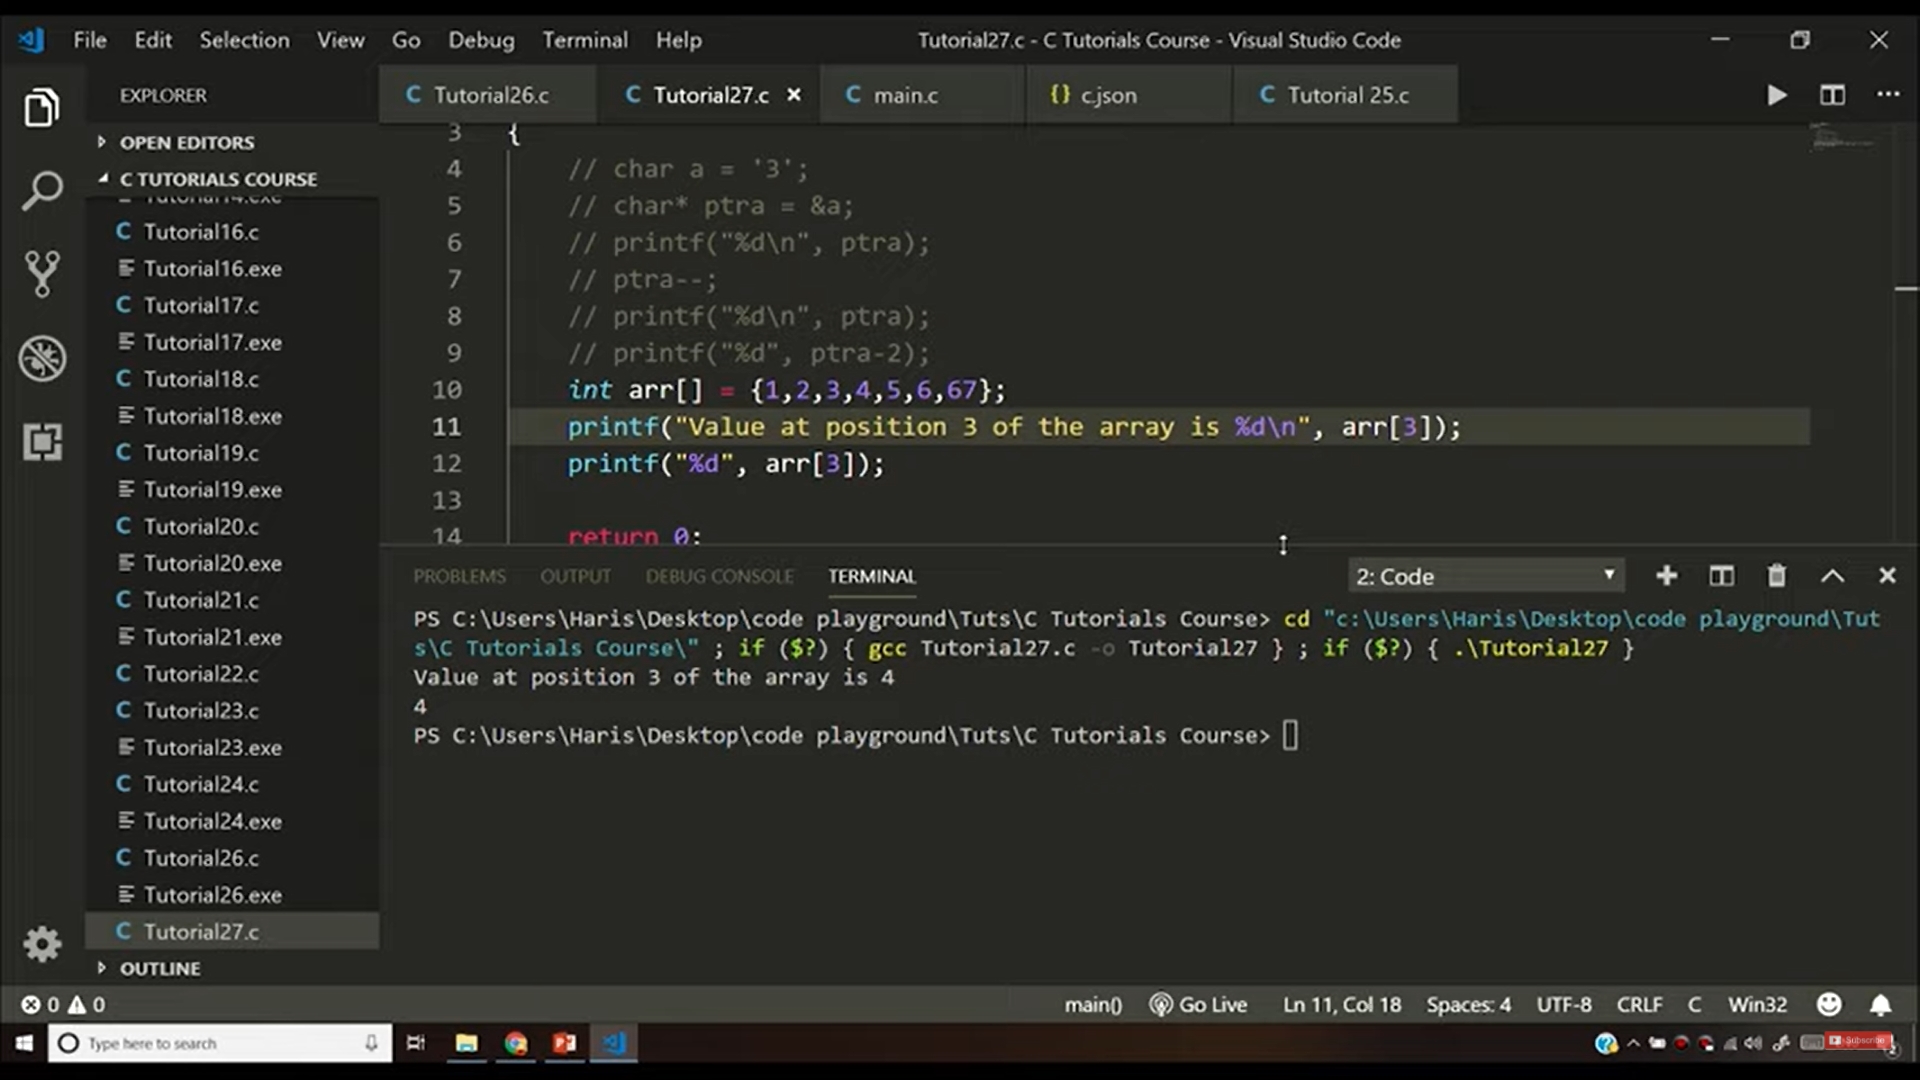 File Edit Selection View Go Debug Terminal Help
Tutorial27.c - C Tutorials Course - Visual Studio Code
EXPLORER
Tutorial26.c Tutorial27.c × main.c {} c.json Tutorial 25.c
OPEN EDITORS
C TUTORIALS COURSE
Tutorial14.exe
Tutorial16.c
Tutorial16.exe
Tutorial17.c
Tutorial17.exe
Tutorial18.c
Tutorial18.exe
Tutorial19.c
Tutorial19.exe
Tutorial20.c
Tutorial20.exe
Tutorial21.c
Tutorial21.exe
Tutorial22.c
Tutorial23.c
Tutorial23.exe
Tutorial24.c
Tutorial24.exe
Tutorial26.c
Tutorial26.exe
Tutorial27.c
OUTLINE
3 {
4 // char a = '3';
5 // char* ptra = &a;
6 // printf("%d\n", ptra);
7 // ptra--;
8 // printf("%d\n", ptra);
9 // printf("%d", ptra-2);
10 int arr[] = {1,2,3,4,5,6,67};
11 printf("Value at position 3 of the array is %d\n", arr[3]);
12 printf("%d", arr[3]);
13
14 return 0;
PROBLEMS OUTPUT DEBUG CONSOLE TERMINAL
2: Code
PS C:\Users\Haris\Desktop\code playground\Tuts\C Tutorials Course> cd "c:\Users\Haris\Desktop\code playground\Tut
s\C Tutorials Course\" ; if ($?) { gcc Tutorial27.c -o Tutorial27 } ; if ($?) { .\Tutorial27 }
Value at position 3 of the array is 4
4
PS C:\Users\Haris\Desktop\code playground\Tuts\C Tutorials Course>
0 0
main() Go Live Ln 11, Col 18 Spaces: 4 UTF-8 CRLF C Win32
Type here to search
Subscribe